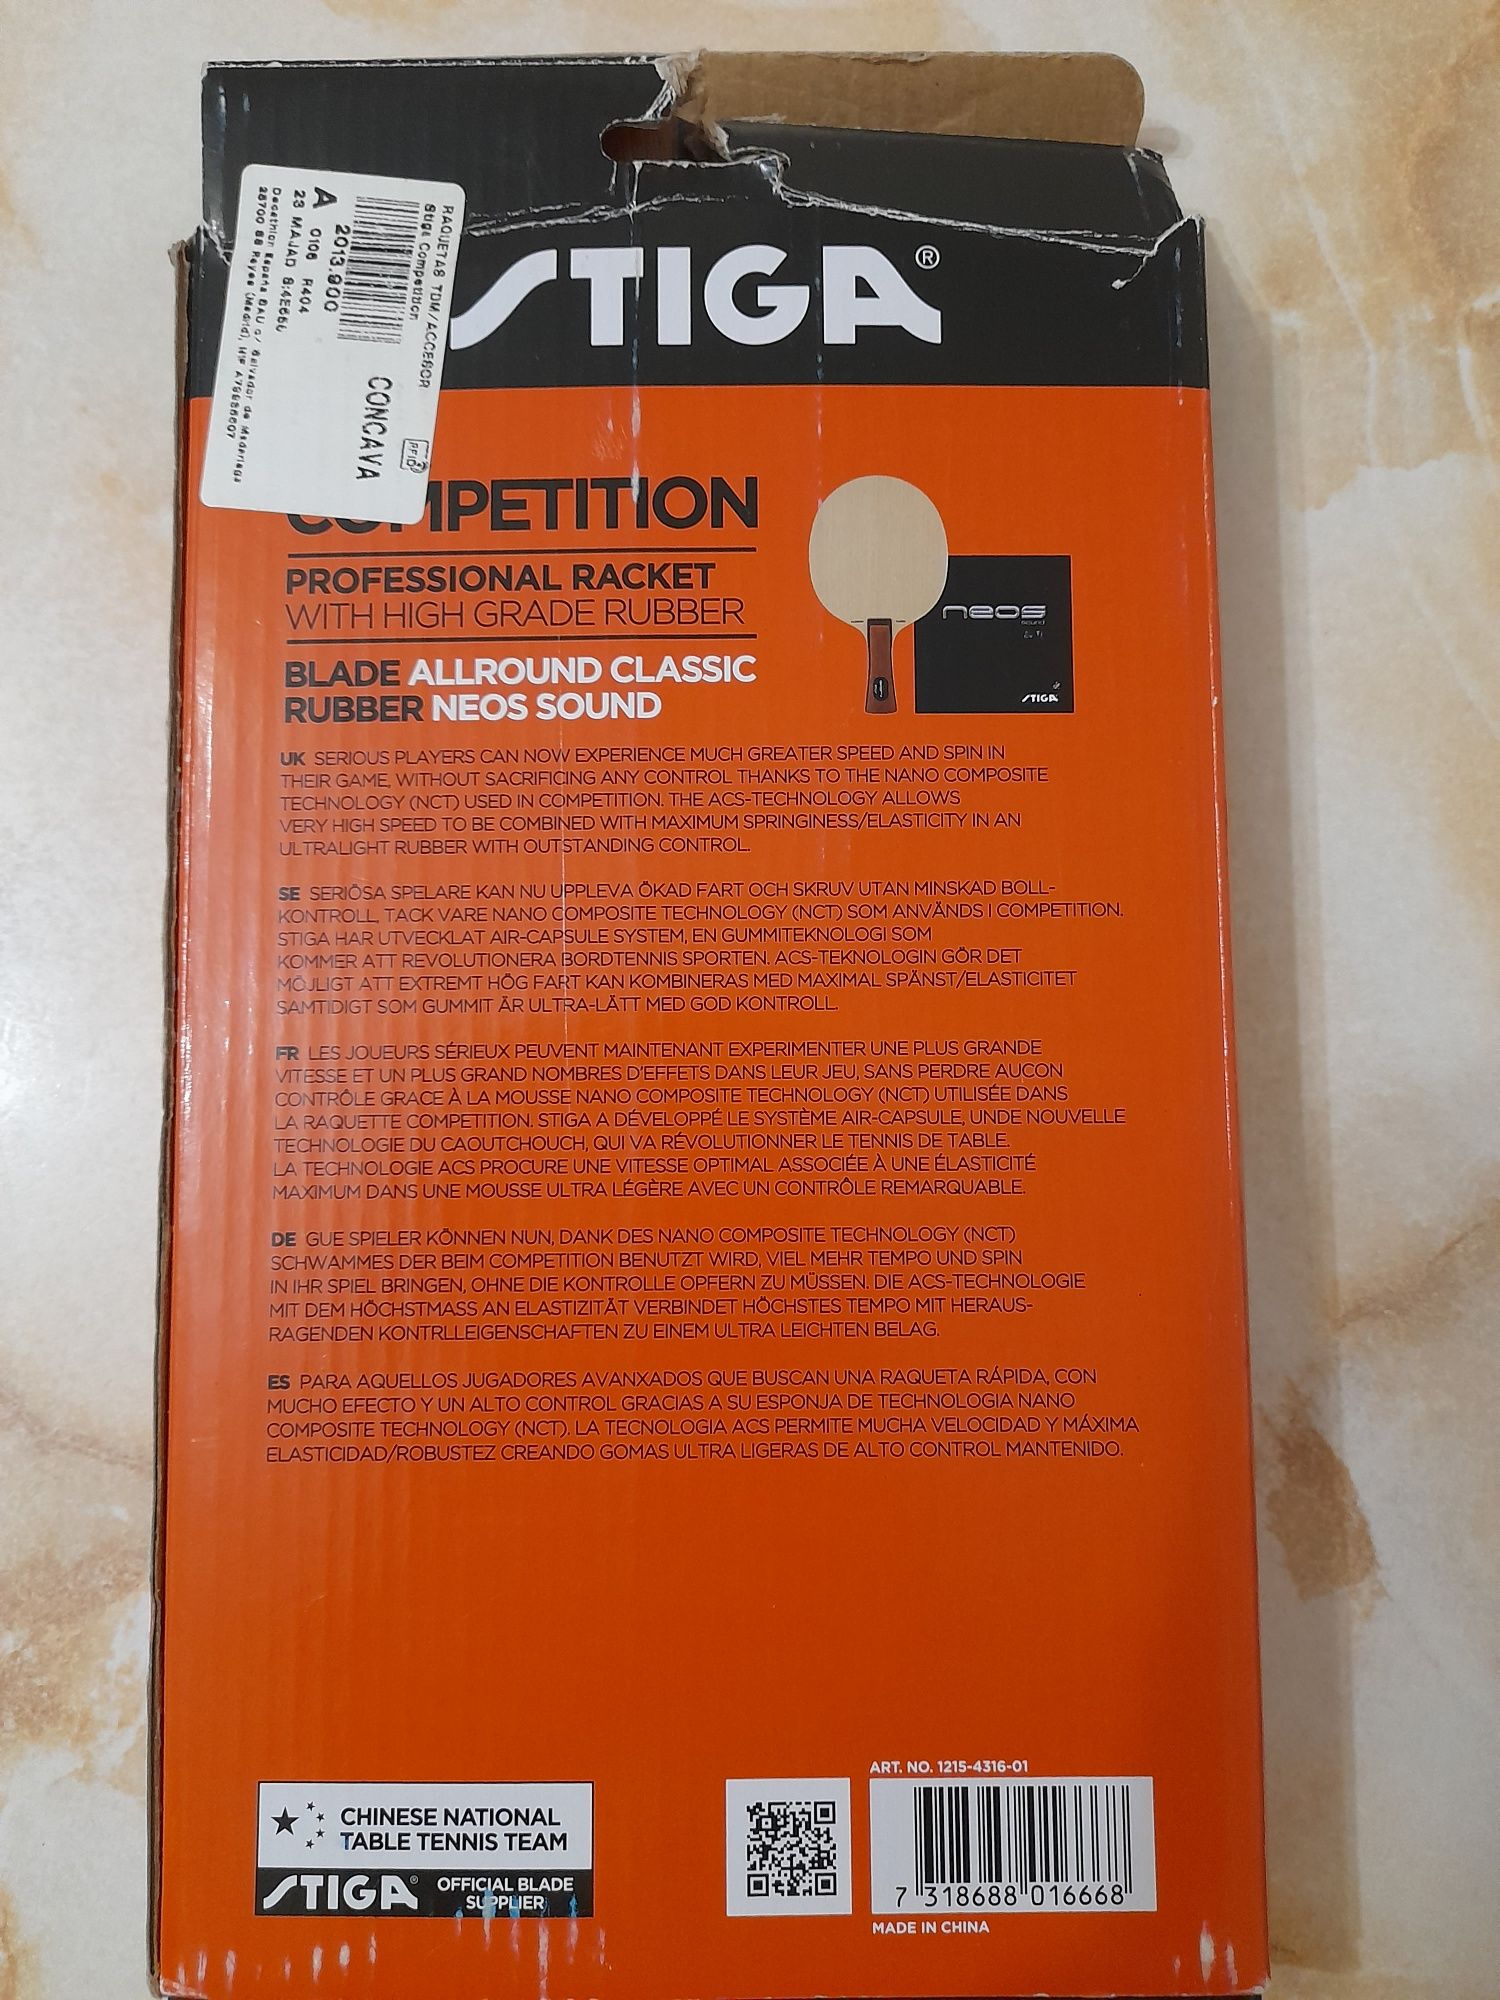 RAQUETAS TDM/ACCESOR
Stiga Competition
CONCAVA
RFID
2013.900
A 0106 R404
23 MAJAD
Decathlon España SAU c/ Salvador de Madariaga
28700 SS Reyes (Madrid),
STIGA®
COMPETITION
PROFESSIONAL RACKET
WITH HIGH GRADE RUBBER
BLADE ALLROUND CLASSIC
RUBBER NEOS SOUND
neos
sound
STIGA
UK SERIOUS PLAYERS CAN NOW EXPERIENCE MUCH GREATER SPEED AND SPIN IN
THEIR GAME, WITHOUT SACRIFICING ANY CONTROL THANKS TO THE NANO COMPOSITE
TECHNOLOGY (NCT) USED IN COMPETITION. THE ACS-TECHNOLOGY ALLOWS
VERY HIGH SPEED TO BE COMBINED WITH MAXIMUM SPRINGINESS/ELASTICITY IN AN
ULTRALIGHT RUBBER WITH OUTSTANDING CONTROL.
SE SERIÖSA SPELARE KAN NU UPPLEVA ÖKAD FART OCH SKRUV UTAN MINSKAD BOLL-
KONTROLL, TACK VARE NANO COMPOSITE TECHNOLOGY (NCT) SOM ANVÄNDS I COMPETITION.
STIGA HAR UTVECKLAT AIR-CAPSULE SYSTEM, EN GUMMITEKNOLOGI SOM
KOMMER ATT REVOLUTIONERA BORDTENNIS SPORTEN. ACS-TEKNOLOGIN GÖR DET
MÖJLIGT ATT EXTREMT HÖG FART KAN KOMBINERAS MED MAXIMAL SPÄNST/ELASTICITET
SAMTIDIGT SOM GUMMIT ÄR ULTRA-LÄTT MED GOD KONTROLL.
FR LES JOUEURS SÉRIEUX PEUVENT MAINTENANT EXPERIMENTER UNE PLUS GRANDE
VITESSE ET UN PLUS GRAND NOMBRES D'EFFETS DANS LEUR JEU, SANS PERDRE AUCON
CONTRÔLE GRACE À LA MOUSSE NANO COMPOSITE TECHNOLOGY (NCT) UTILISÉE DANS
LA RAQUETTE COMPETITION. STIGA A DÉVELOPPÉ LE SYSTÈME AIR-CAPSULE, UNDE NOUVELLE
TECHNOLOGIE DU CAOUTCHOUCH, QUI VA RÉVOLUTIONNER LE TENNIS DE TABLE.
LA TECHNOLOGIE ACS PROCURE UNE VITESSE OPTIMAL ASSOCIÉE À UNE ÉLASTICITÉ
MAXIMUM DANS UNE MOUSSE ULTRA LÉGÈRE AVEC UN CONTRÔLE REMARQUABLE.
DE GUE SPIELER KÖNNEN NUN, DANK DES NANO COMPOSITE TECHNOLOGY (NCT)
SCHWAMMES DER BEIM COMPETITION BENUTZT WIRD, VIEL MEHR TEMPO UND SPIN
IN IHR SPIEL BRINGEN, OHNE DIE KONTROLLE OPFERN ZU MÜSSEN. DIE ACS-TECHNOLOGIE
MIT DEM HÖCHSTMASS AN ELASTIZITÄT VERBINDET HÖCHSTES TEMPO MIT HERAUS-
RAGENDEN KONTRLLEIGENSCHAFTEN ZU EINEM ULTRA LEICHTEN BELAG.
ES PARA AQUELLOS JUGADORES AVANXADOS QUE BUSCAN UNA RAQUETA RÁPIDA, CON
MUCHO EFECTO Y UN ALTO CONTROL GRACIAS A SU ESPONJA DE TECHNOLOGIA NANO
COMPOSITE TECHNOLOGY (NCT). LA TECNOLOGIA ACS PERMITE MUCHA VELOCIDAD Y MÁXIMA
ELASTICIDAD/ROBUSTEZ CREANDO GOMAS ULTRA LIGERAS DE ALTO CONTROL MANTENIDO.
CHINESE NATIONAL
TABLE TENNIS TEAM
STIGA® OFFICIAL BLADE
SUPPLIER
ART. NO. 1215-4316-01
7 318688 016668
MADE IN CHINA